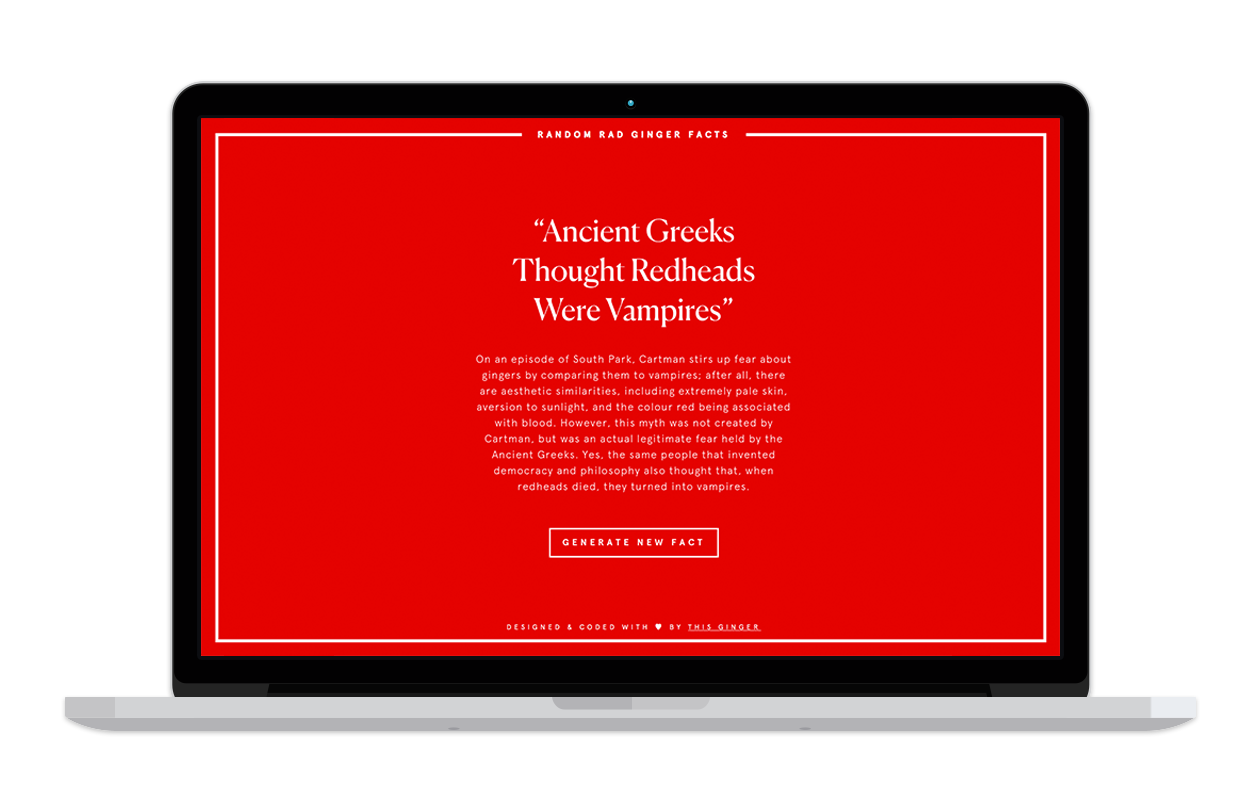 RANDOM RAD GINGER FACTS
“Ancient Greeks
Thought Redheads
Were Vampires”
On an episode of South Park, Cartman stirs up fear about
gingers by comparing them to vampires; after all, there
are aesthetic similarities, including extremely pale skin,
aversion to sunlight, and the colour red being associated
with blood. However, this myth was not created by
Cartman, but was an actual legitimate fear held by the
Ancient Greeks. Yes, the same people that invented
democracy and philosophy also thought that, when
redheads died, they turned into vampires.
GENERATE NEW FACT
DESIGNED & CODED WITH ♥ BY THIS GINGER